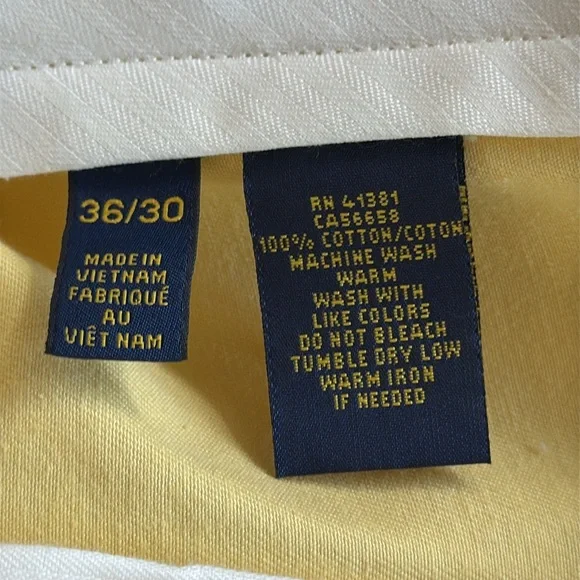 36/30
MADE IN
VIETNAM
FABRIQUÉ
AU
VIÊT NAM
RN 41381
CA56658
100% COTTON/COTON
MACHINE WASH
WARM
WASH WITH
LIKE COLORS
DO NOT BLEACH
TUMBLE DRY LOW
WARM IRON
IF NEEDED